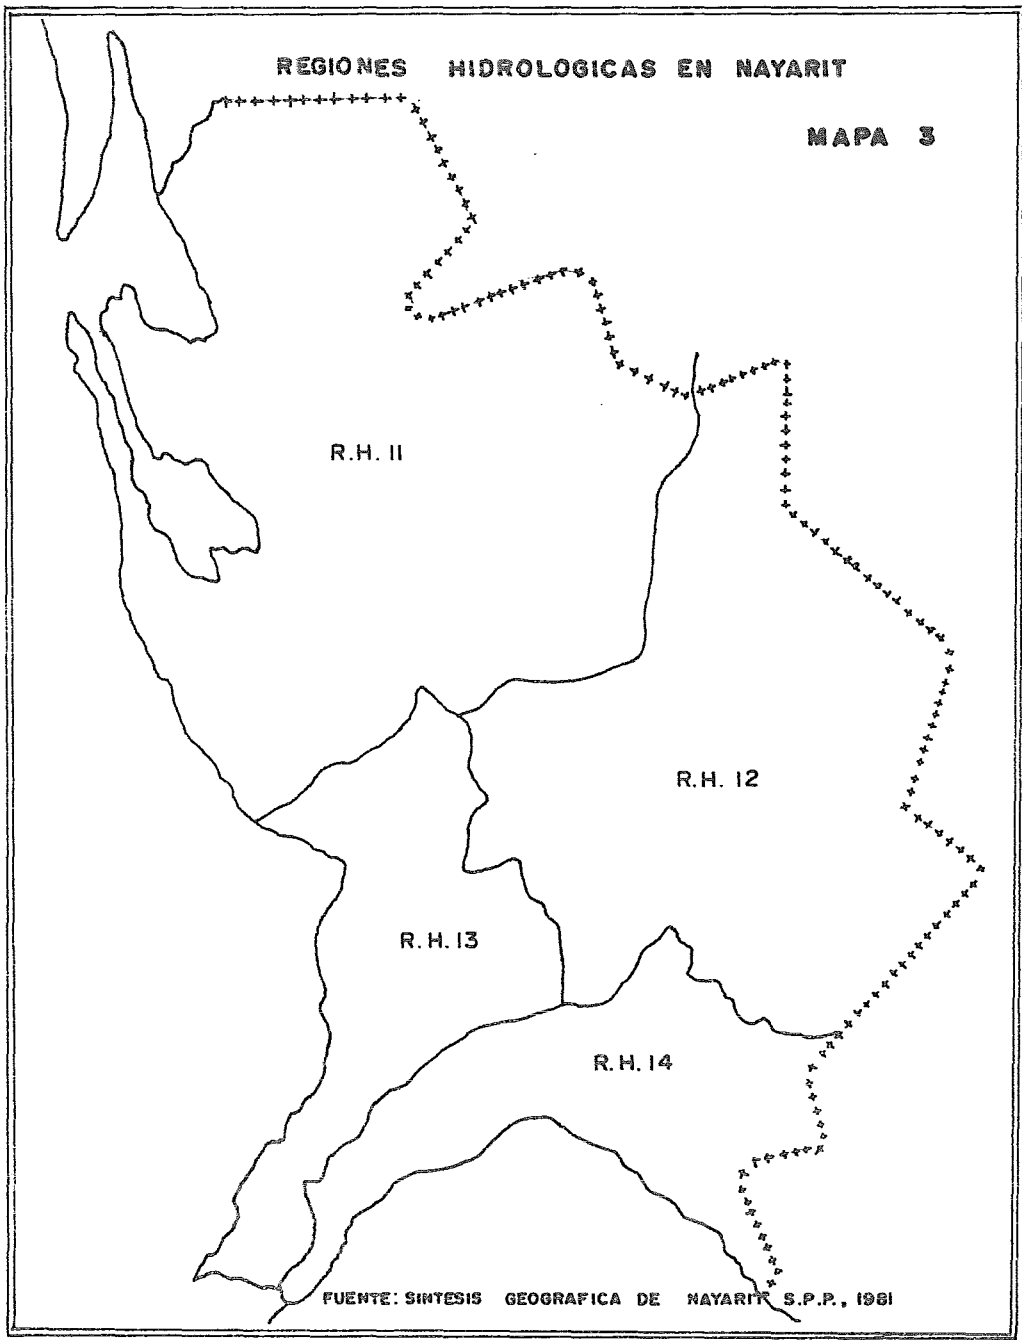 REGIONES HIDROLOGICAS EN NAYARIT
MAPA 3
R.H. 11
R.H. 12
R.H. 13
R.H. 14
FUENTE: SINTESIS GEOGRAFICA DE NAYARIT S.P.P., 1981